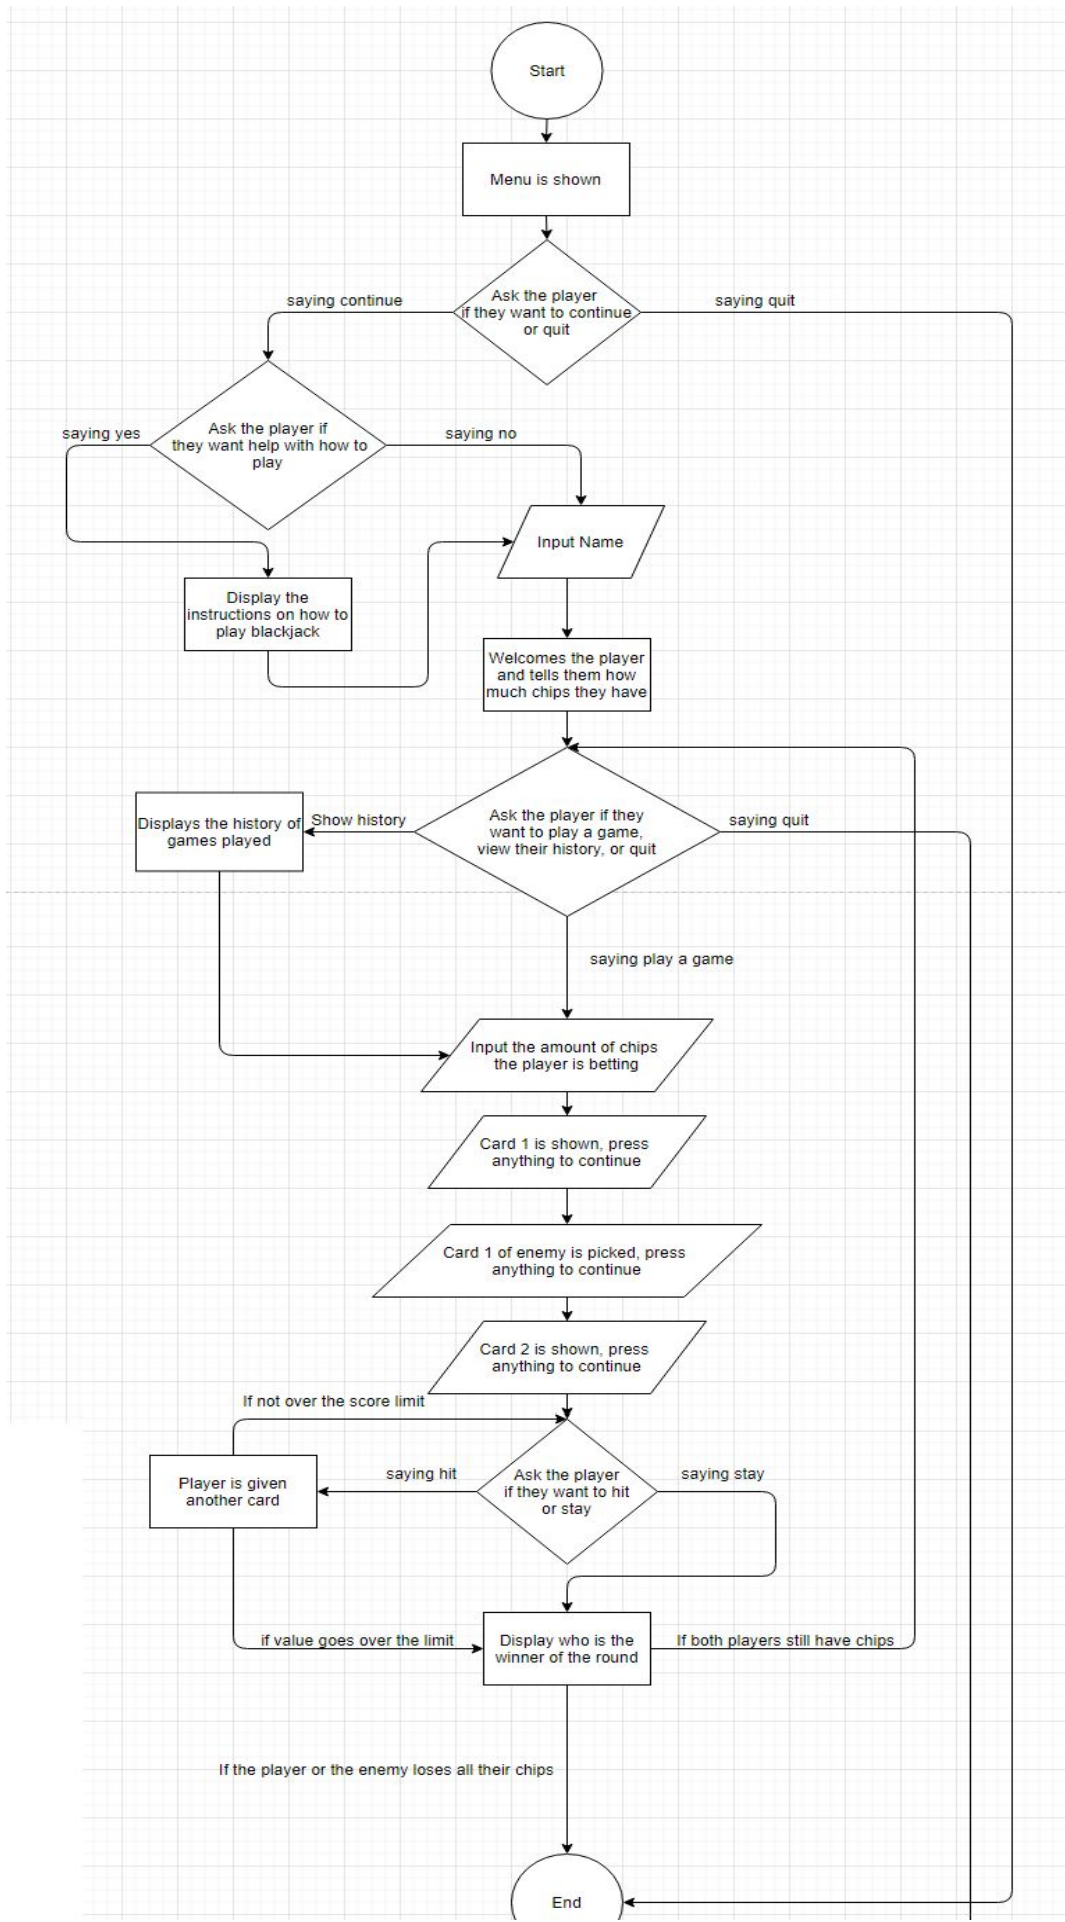 Start
Menu is shown
Ask the player
if they want to continue
or quit
saying continue
saying quit
Ask the player if
they want help with how to
play
saying yes
saying no
Input Name
Display the
instructions on how to
play blackjack
Welcomes the player
and tells them how
much chips they have
Ask the player if they
want to play a game,
view their history, or quit
Show history
saying quit
Displays the history of
games played
saying play a game
Input the amount of chips
the player is betting
Card 1 is shown, press
anything to continue
Card 1 of enemy is picked, press
anything to continue
Card 2 is shown, press
anything to continue
If not over the score limit
Ask the player
if they want to hit
or stay
saying hit
saying stay
Player is given
another card
if value goes over the limit
Display who is the
winner of the round
If both players still have chips
If the player or the enemy loses all their chips
End